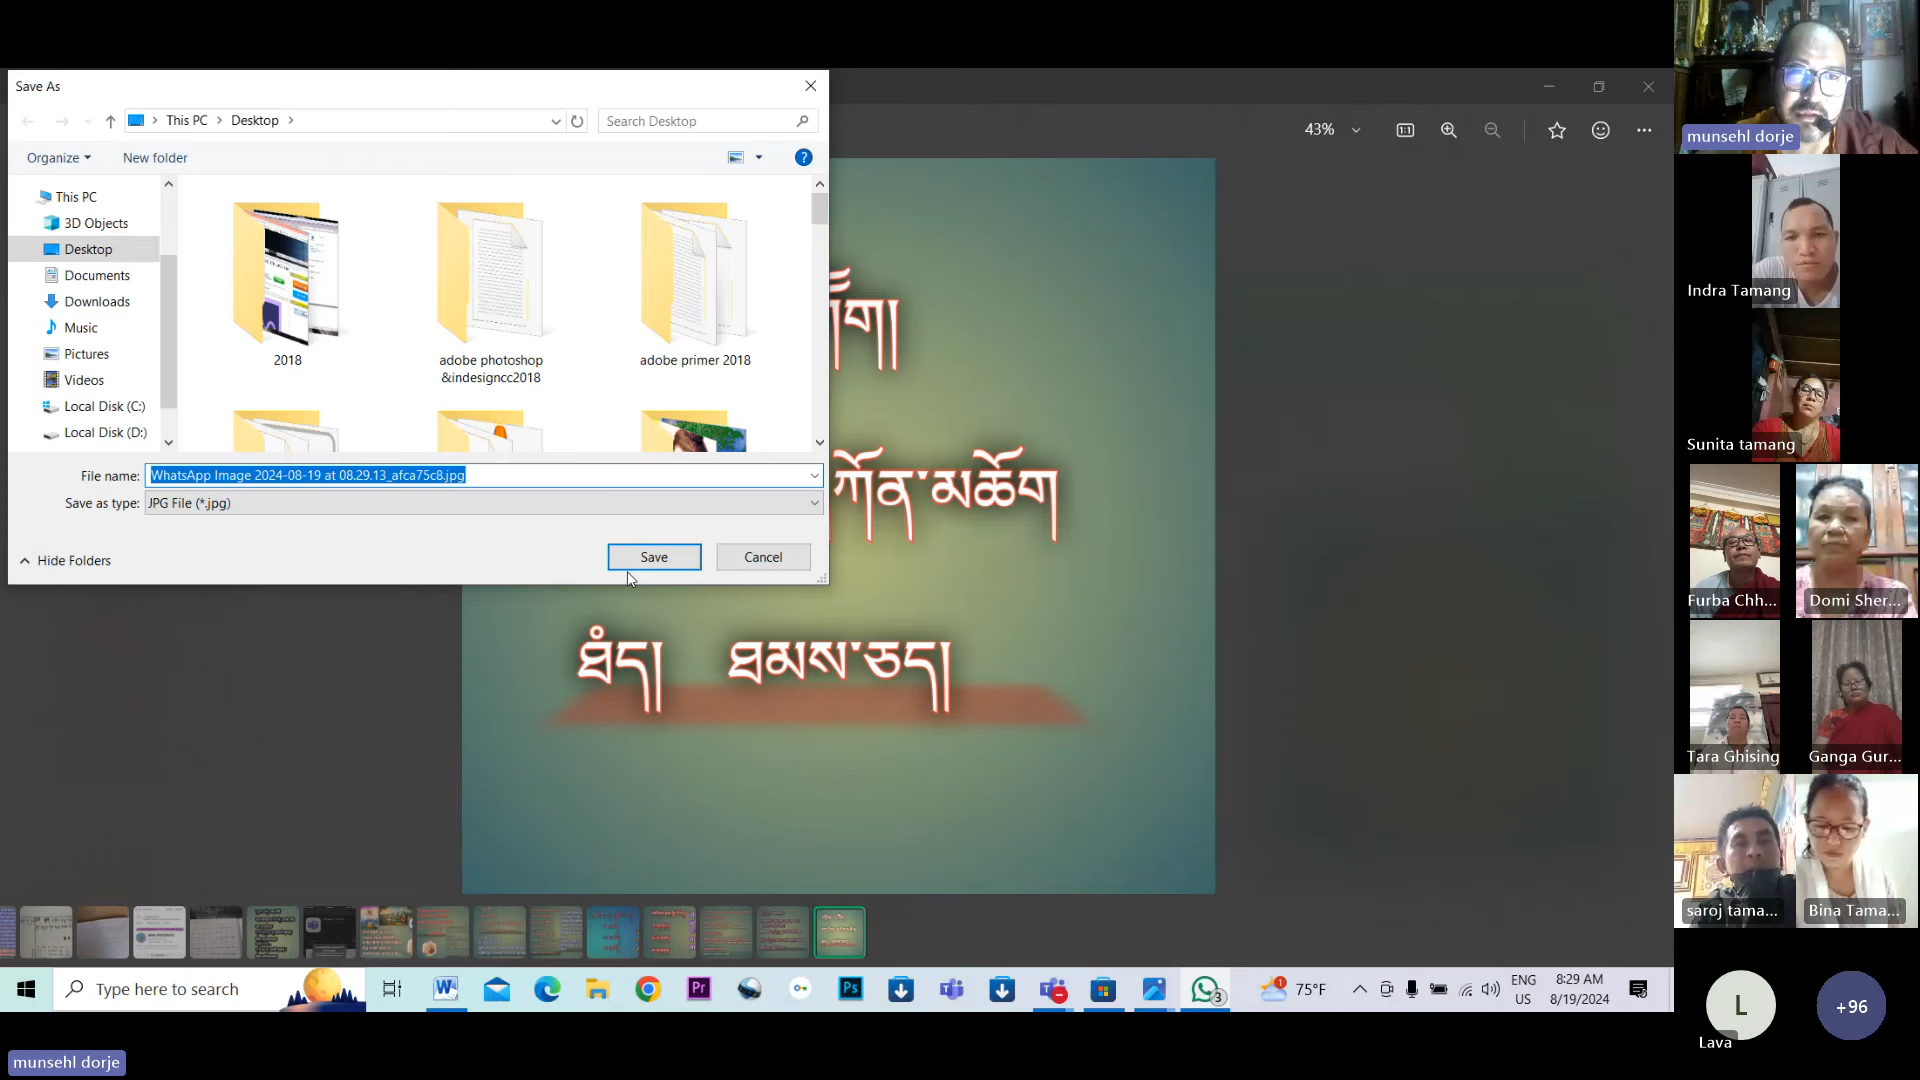 Save As
This PC > Desktop >
Search Desktop
Organize
New folder
This PC
3D Objects
Desktop
Documents
Downloads
Music
Pictures
Videos
Local Disk (C:)
Local Disk (D:)
2018
adobe photoshop
&indesigncc2018
adobe primer 2018
File name: WhatsApp Image 2024-08-19 at 08.29.13_afca75c8.jpg
Save as type: JPG File (*.jpg)
Hide Folders
Save
Cancel
43%
དཀོན་མཆོག
ཐཾད། ཐམས་ཅད།
Type here to search
75°F
ENG
US
8:29 AM
8/19/2024
munsehl dorje
Indra Tamang
Sunita tamang
Furba Chh...
Domi Sher...
Tara Ghising
Ganga Gur...
saroj tama...
Bina Tama...
L
Lava
+96
munsehl dorje